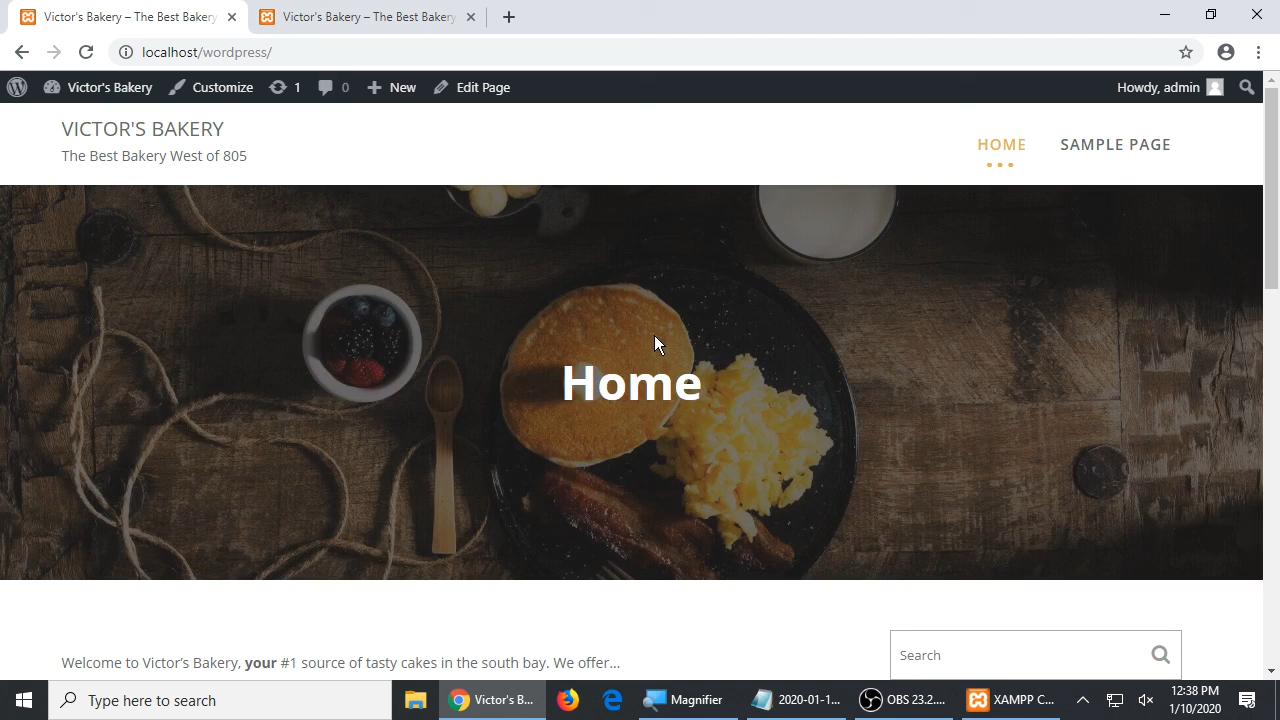 Victor's Bakery – The Best Bakery
Victor's Bakery – The Best Bakery
localhost/wordpress/
Victor's Bakery
Customize
1
0
New
Edit Page
Howdy, admin
VICTOR'S BAKERY
The Best Bakery West of 805
HOME
SAMPLE PAGE
Home
Welcome to Victor's Bakery, your #1 source of tasty cakes in the south bay. We offer...
Search
Type here to search
Victor's B...
Magnifier
2020-01-1...
OBS 23.2....
XAMPP C...
12:38 PM
1/10/2020